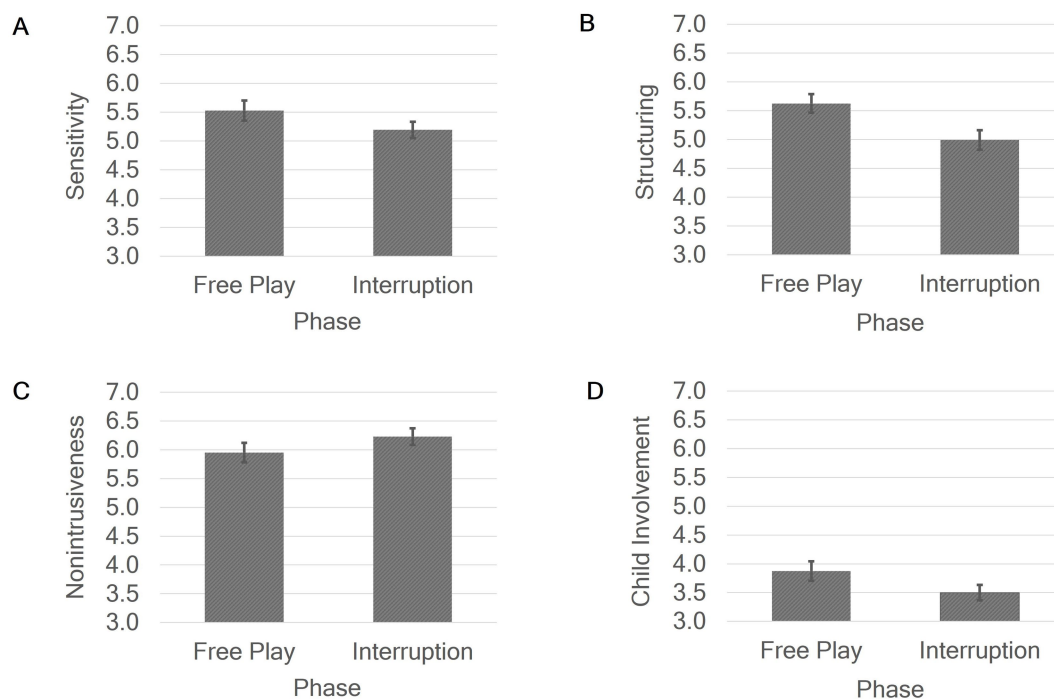 A
7.0
6.5
6.0
5.5
5.0
4.5
4.0
3.5
3.0
Sensitivity
Free Play Interruption
Phase
B
7.0
6.5
6.0
5.5
5.0
4.5
4.0
3.5
3.0
Structuring
Free Play Interruption
Phase
C
7.0
6.5
6.0
5.5
5.0
4.5
4.0
3.5
3.0
Nonintrusiveness
Free Play Interruption
Phase
D
7.0
6.5
6.0
5.5
5.0
4.5
4.0
3.5
3.0
Child Involvement
Free Play Interruption
Phase